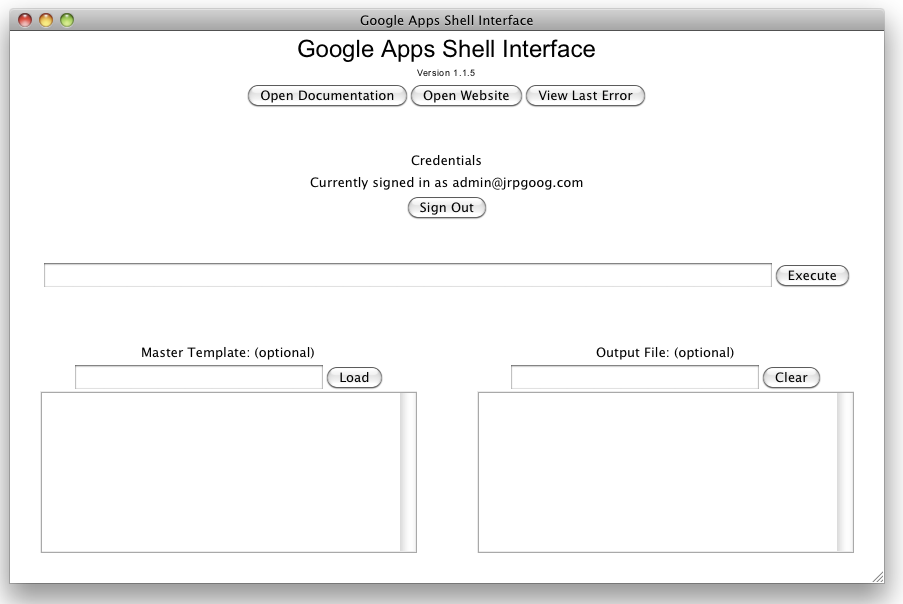 Google Apps Shell Interface
Google Apps Shell Interface
Version 1.1.5
Open Documentation Open Website View Last Error
Credentials
Currently signed in as admin@jrpgoog.com
Sign Out
Execute
Master Template: (optional) Output File: (optional)
Load Clear